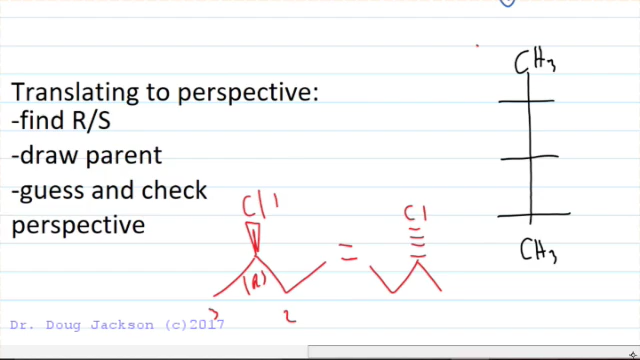 CH3
Translating to perspective:
-find R/S
-draw parent
-guess and check
perspective
Cl
Cl
(R)
CH3
3
2
Dr. Doug Jackson (c)2017